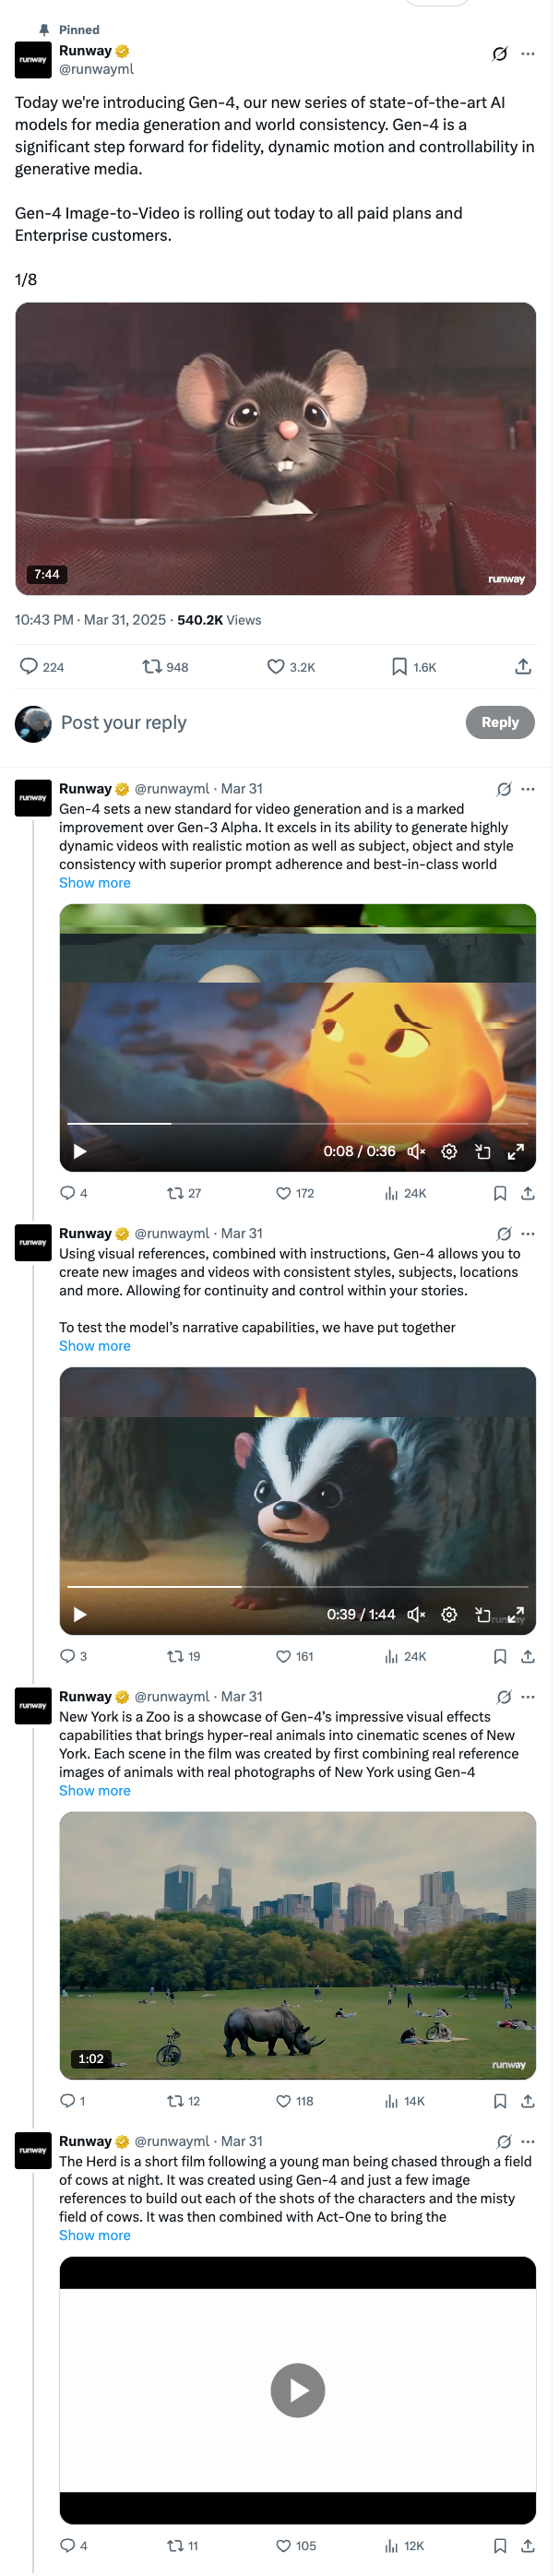 Pinned
Runway
@runwayml
Today we're introducing Gen-4, our new series of state-of-the-art AI
models for media generation and world consistency. Gen-4 is a
significant step forward for fidelity, dynamic motion and controllability in
generative media.
Gen-4 Image-to-Video is rolling out today to all paid plans and
Enterprise customers.
1/8
7:44
runway
10:43 PM · Mar 31, 2025 · 540.2K Views
224 948 3.2K 1.6K
Post your reply
Reply
runway
Runway @runwayml · Mar 31
Gen-4 sets a new standard for video generation and is a marked
improvement over Gen-3 Alpha. It excels in its ability to generate highly
dynamic videos with realistic motion as well as subject, object and style
consistency with superior prompt adherence and best-in-class world
Show more
0:08 / 0:36
4 27 172 24K
runway
Runway @runwayml · Mar 31
Using visual references, combined with instructions, Gen-4 allows you to
create new images and videos with consistent styles, subjects, locations
and more. Allowing for continuity and control within your stories.
To test the model’s narrative capabilities, we have put together
Show more
0:39 / 1:44
runway
3 19 161 24K
runway
Runway @runwayml · Mar 31
New York is a Zoo is a showcase of Gen-4’s impressive visual effects
capabilities that brings hyper-real animals into cinematic scenes of New
York. Each scene in the film was created by first combining real reference
images of animals with real photographs of New York using Gen-4
Show more
1:02
runway
1 12 118 14K
runway
Runway @runwayml · Mar 31
The Herd is a short film following a young man being chased through a field
of cows at night. It was created using Gen-4 and just a few image
references to build out each of the shots of the characters and the misty
field of cows. It was then combined with Act-One to bring the
Show more
4 11 105 12K